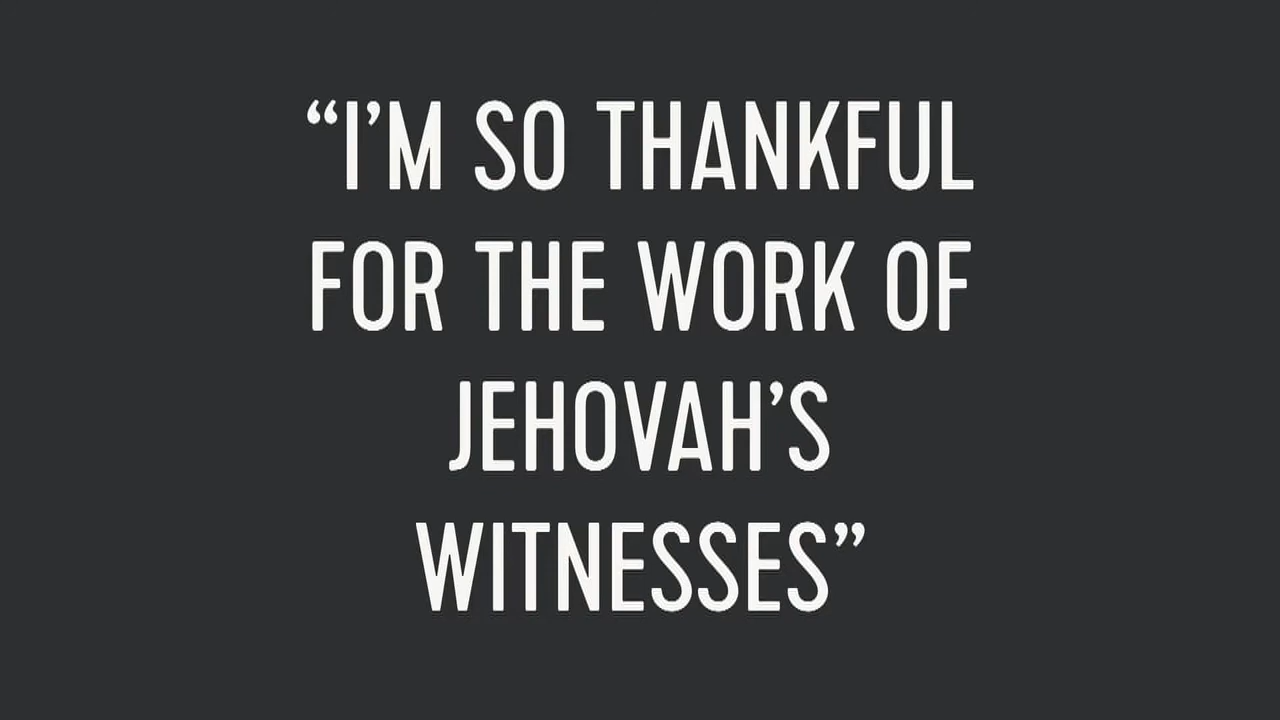 “I’M SO THANKFUL
FOR THE WORK OF
JEHOVAH’S
WITNESSES”